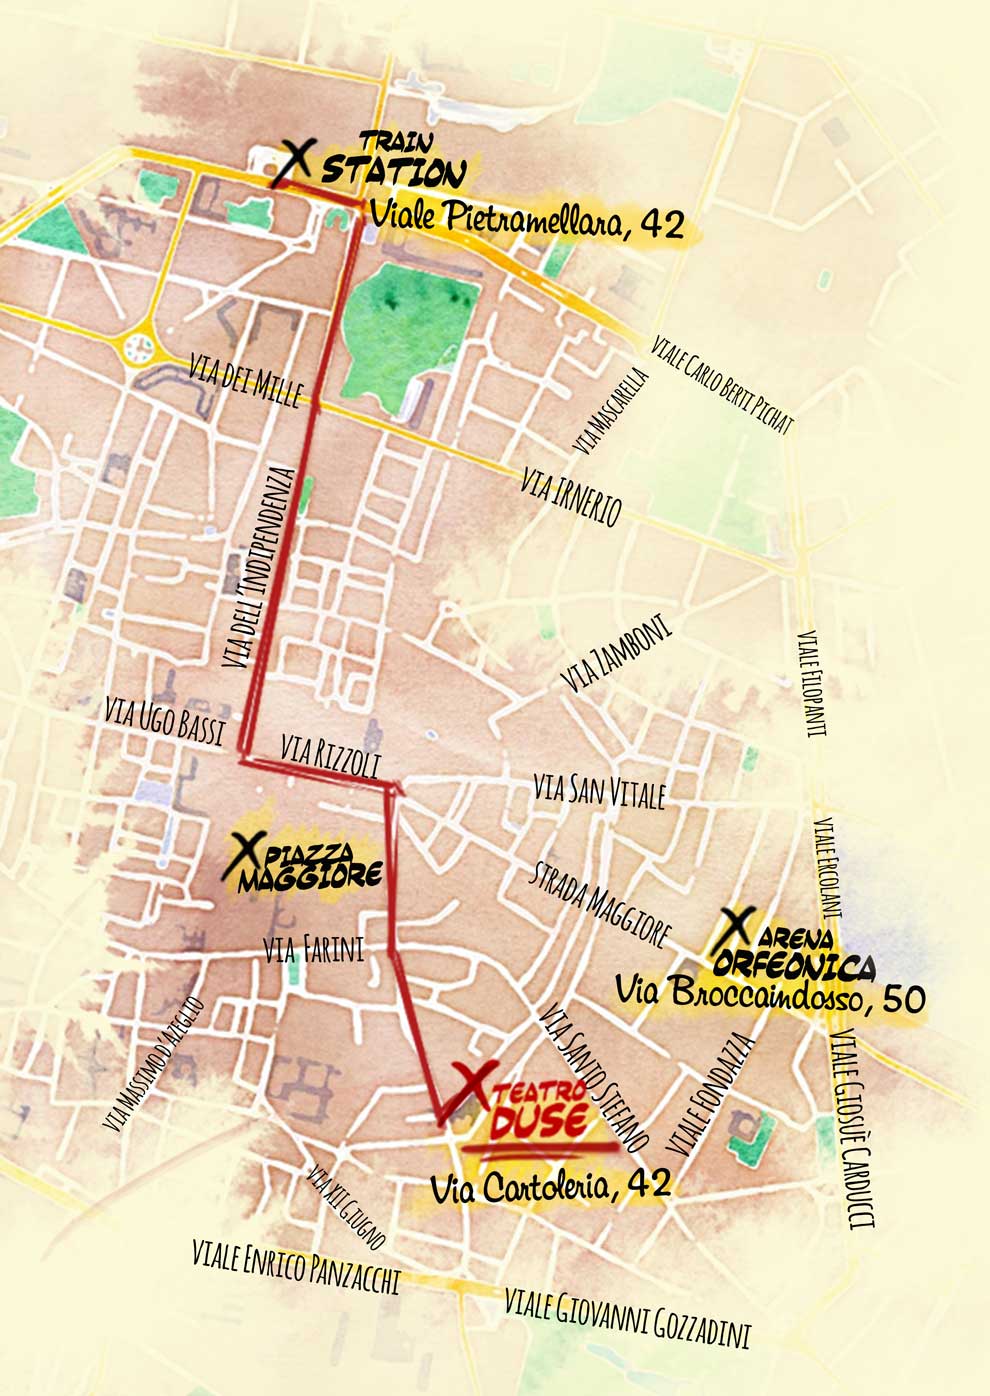 TRAIN
STATION
Viale Pietramellara, 42
VIALE CARLO BERTI PICHAT
VIA DEI MILLE
VIA MASCARELLA
VIA IRNERIO
VIA DELL'INDIPENDENZA
VIA ZAMBONI
VIALE FILOPANTI
VIA UGO BASSI
VIA RIZZOLI
VIA SAN VITALE
VIALE ERCOLANI
PIAZZA
MAGGIORE
STRADA MAGGIORE
ARENA
ORFEONICA
Via Broccaindosso, 50
VIA FARINI
VIA MASSIMO D'AZEGLIO
VIA SANTO STEFANO
VIALE FONDAZZA
VIALE GIOSUÈ CARDUCCI
TEATRO
DUSE
Via Cartoleria, 42
VIA XII GIUGNO
VIALE ENRICO PANZACCHI
VIALE GIOVANNI GOZZADINI